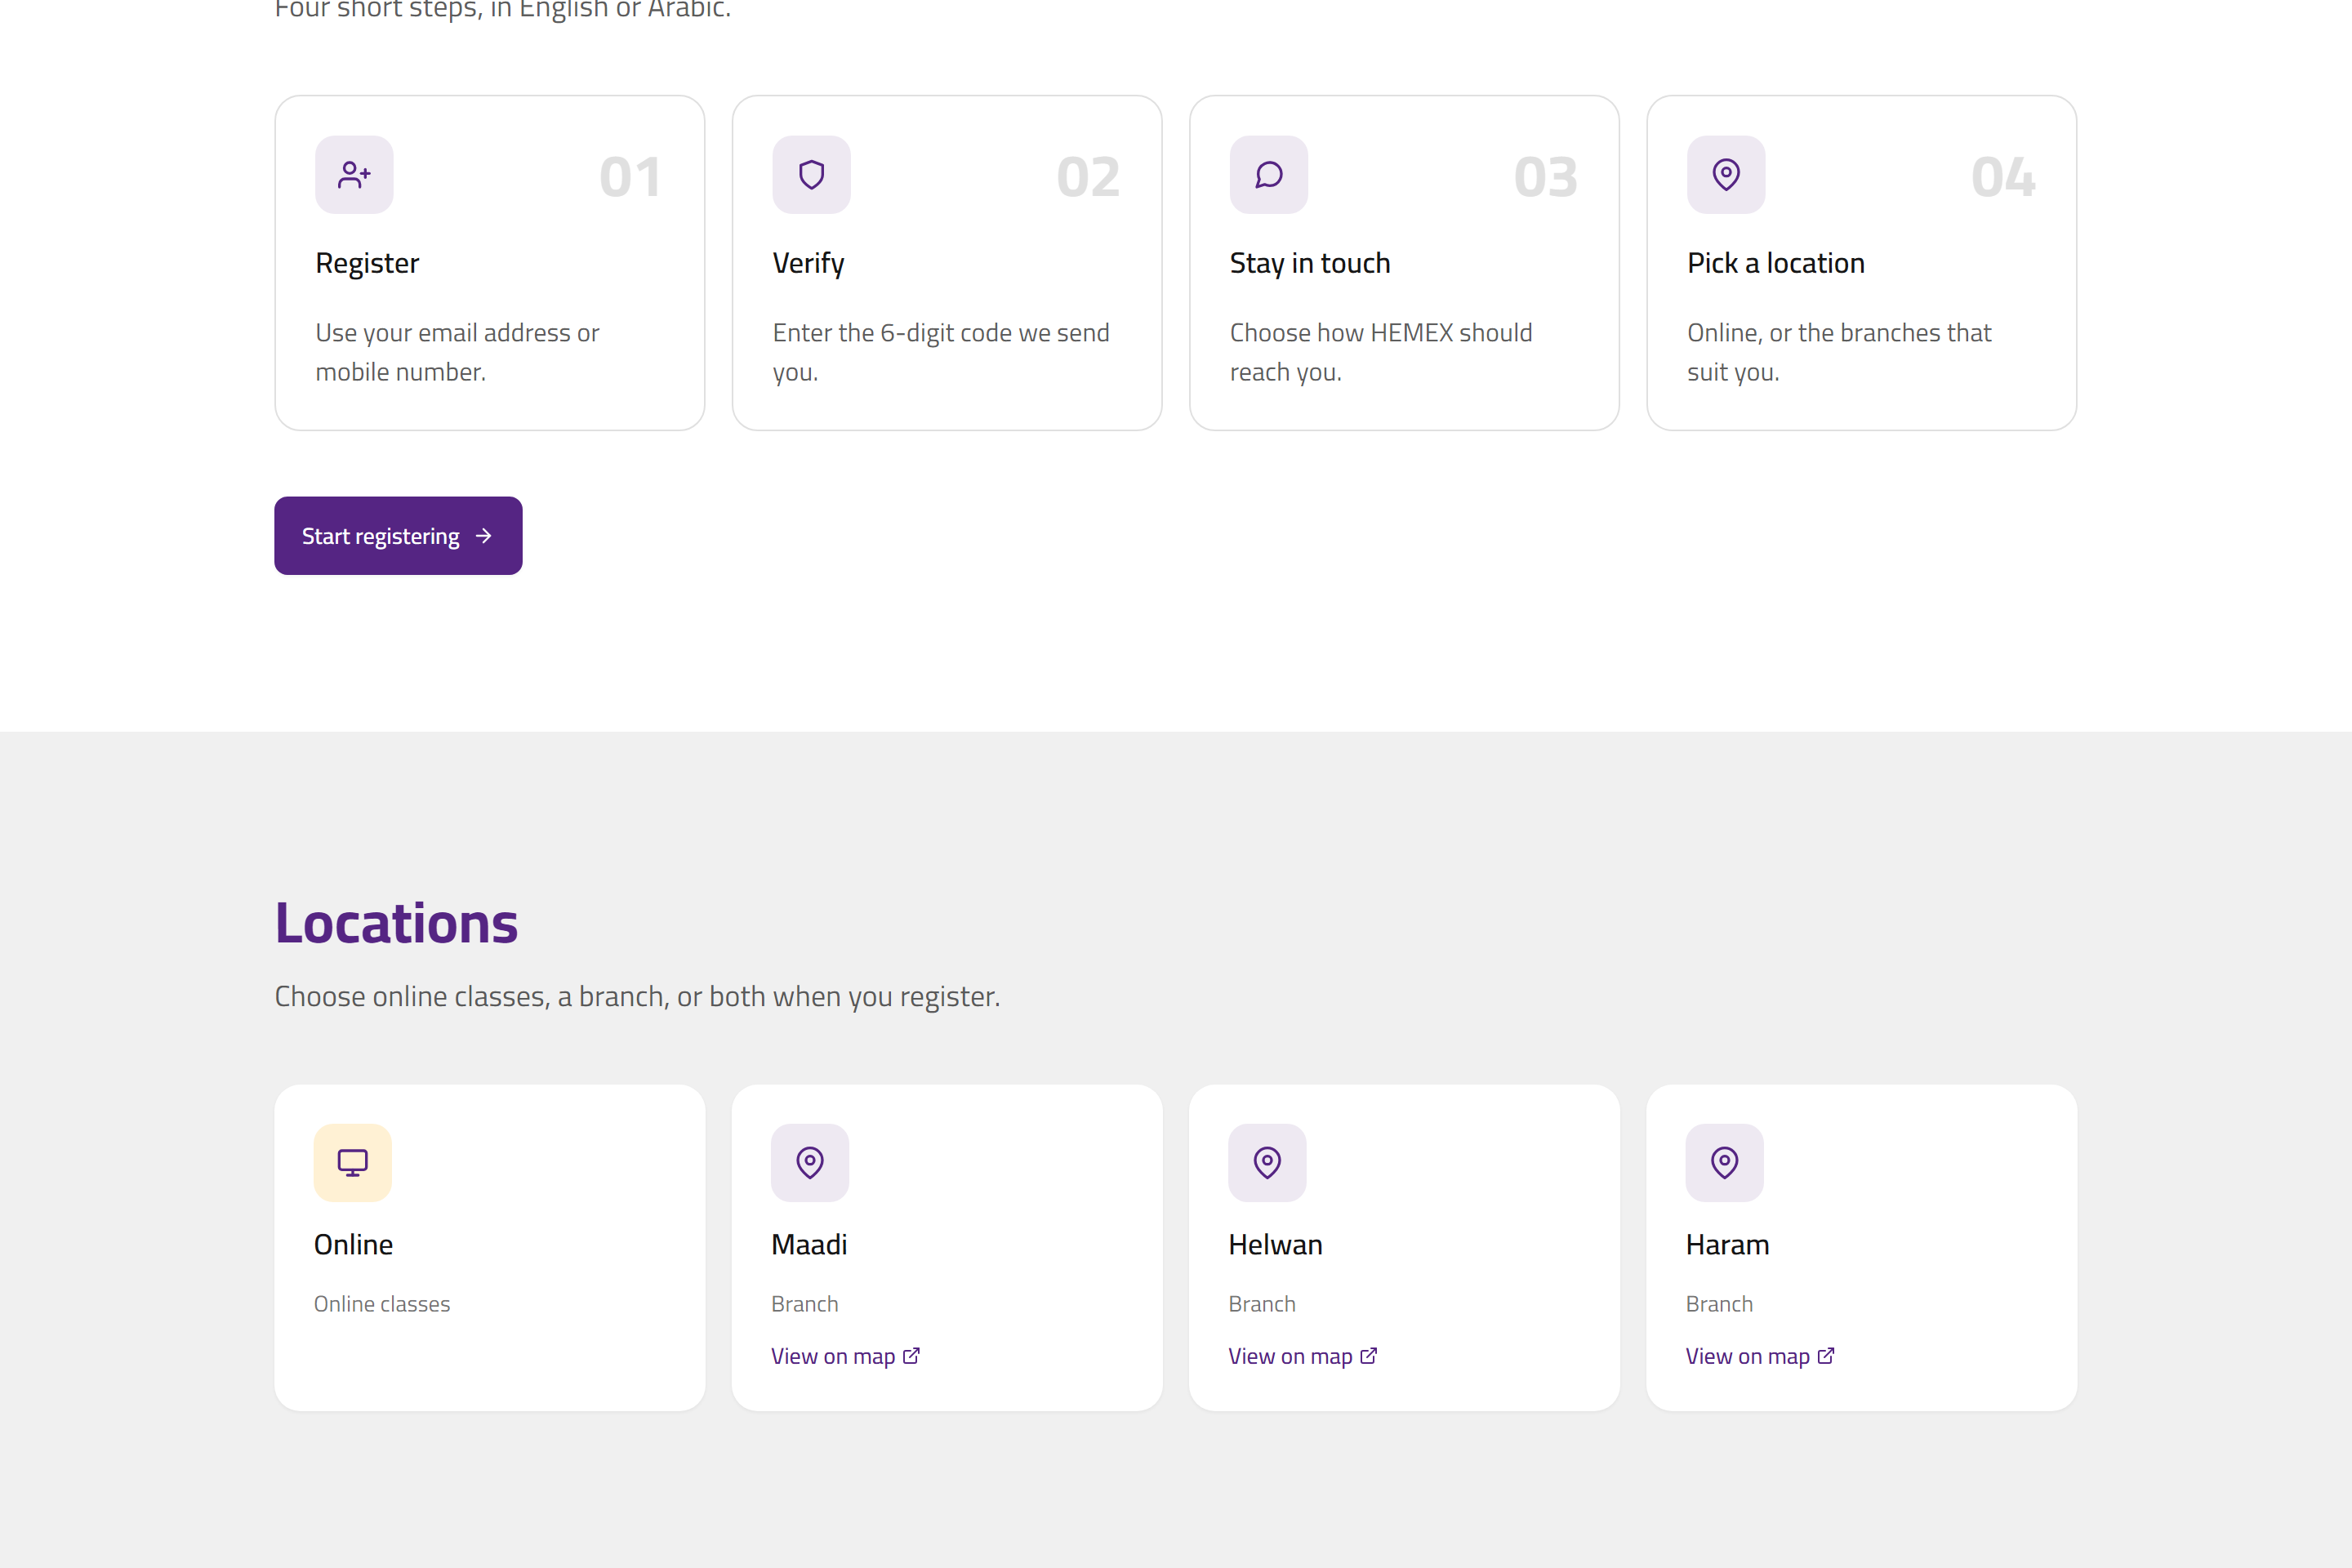 Four short steps, in English or Arabic.
01
02
03
04
Register
Verify
Stay in touch
Pick a location
Use your email address or
mobile number.
Enter the 6-digit code we send
you.
Choose how HEMEX should
reach you.
Online, or the branches that
suit you.
Start registering
Locations
Choose online classes, a branch, or both when you register.
Online
Maadi
Helwan
Haram
Online classes
Branch
Branch
Branch
View on map
View on map
View on map